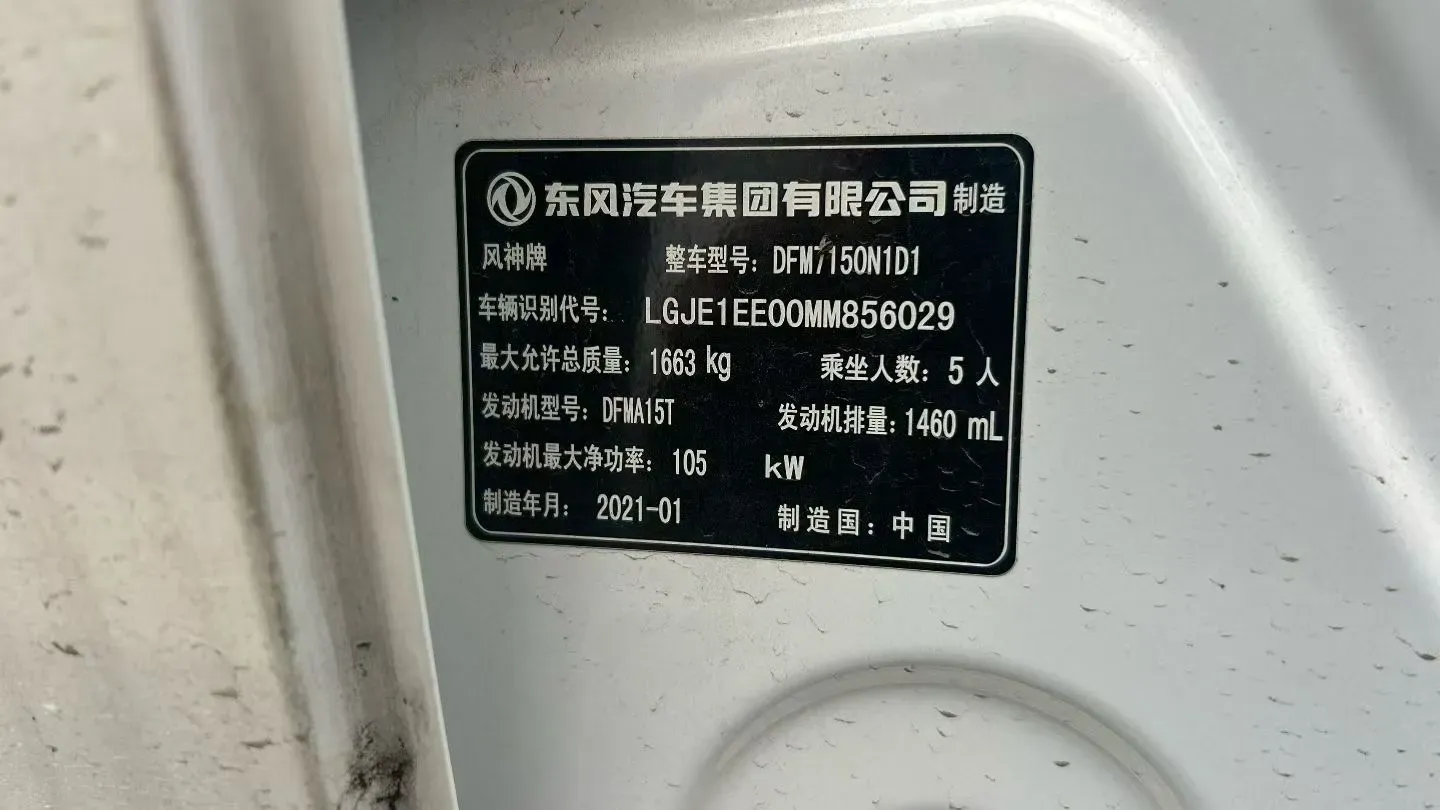 东风汽车集团有限公司制造
风神牌 整车型号：DFM7150N1D1
车辆识别代号： LGJE1EE00MM856029
最大允许总质量：1663 kg 乘坐人数：5 人
发动机型号：DFMA15T 发动机排量：1460 mL
发动机最大净功率：105 kW
制造年月： 2021-01 制造国：中国